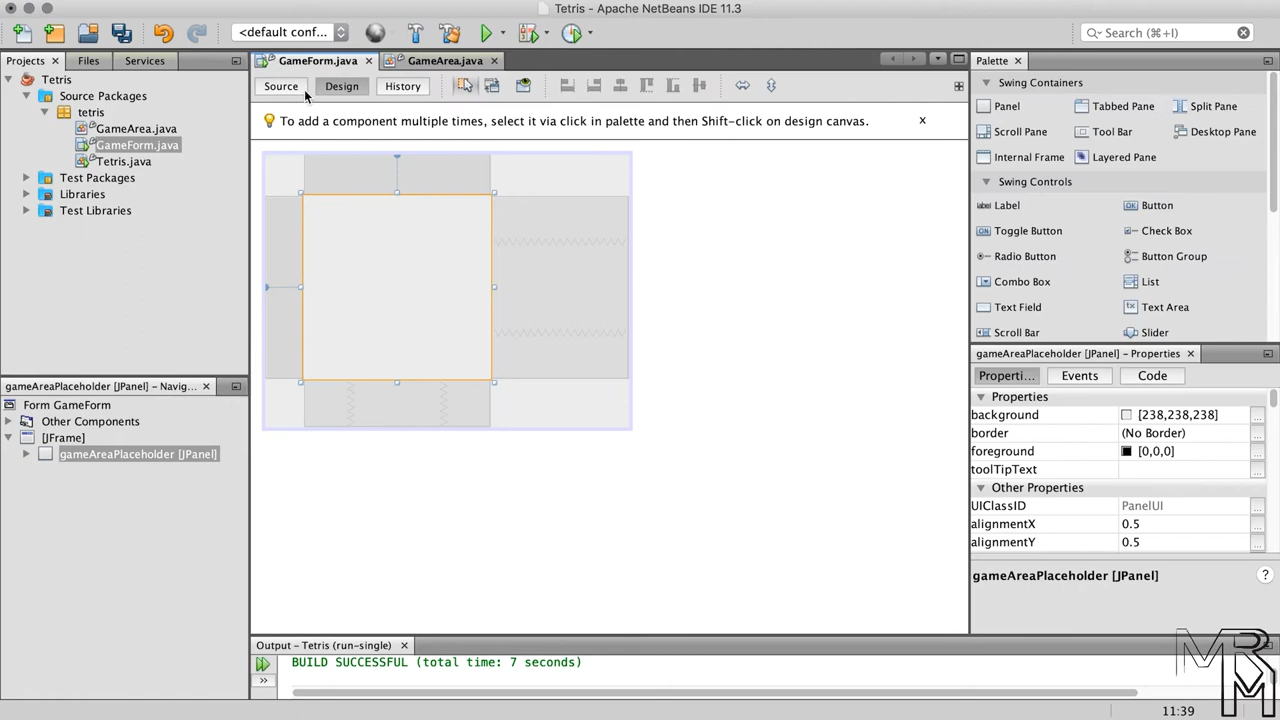 Tetris - Apache NetBeans IDE 11.3
<default conf...
Search (⌘+I)
Projects
Files
Services
GameForm.java
GameArea.java
Palette
Source
Design
History
To add a component multiple times, select it via click in palette and then Shift-click on design canvas.
x
Tetris
Source Packages
tetris
GameArea.java
GameForm.java
Tetris.java
Test Packages
Libraries
Test Libraries
Swing Containers
Panel
Tabbed Pane
Split Pane
Scroll Pane
Tool Bar
Desktop Pane
Internal Frame
Layered Pane
Swing Controls
label Label
OK Button
ON Toggle Button
Check Box
Radio Button
Button Group
Combo Box
List
Text Field
Text Area
Scroll Bar
Slider
gameAreaPlaceholder [JPanel] - Navig...
Form GameForm
Other Components
[JFrame]
gameAreaPlaceholder [JPanel]
gameAreaPlaceholder [JPanel] - Properties
Properti...
Events
Code
Properties
background [238,238,238] ...
border (No Border) ...
foreground [0,0,0] ...
toolTipText ...
Other Properties
UIClassID PanelUI ...
alignmentX 0.5 ...
alignmentY 0.5 ...
gameAreaPlaceholder [JPanel]
?
Output - Tetris (run-single)
BUILD SUCCESSFUL (total time: 7 seconds)
11:39
MRM